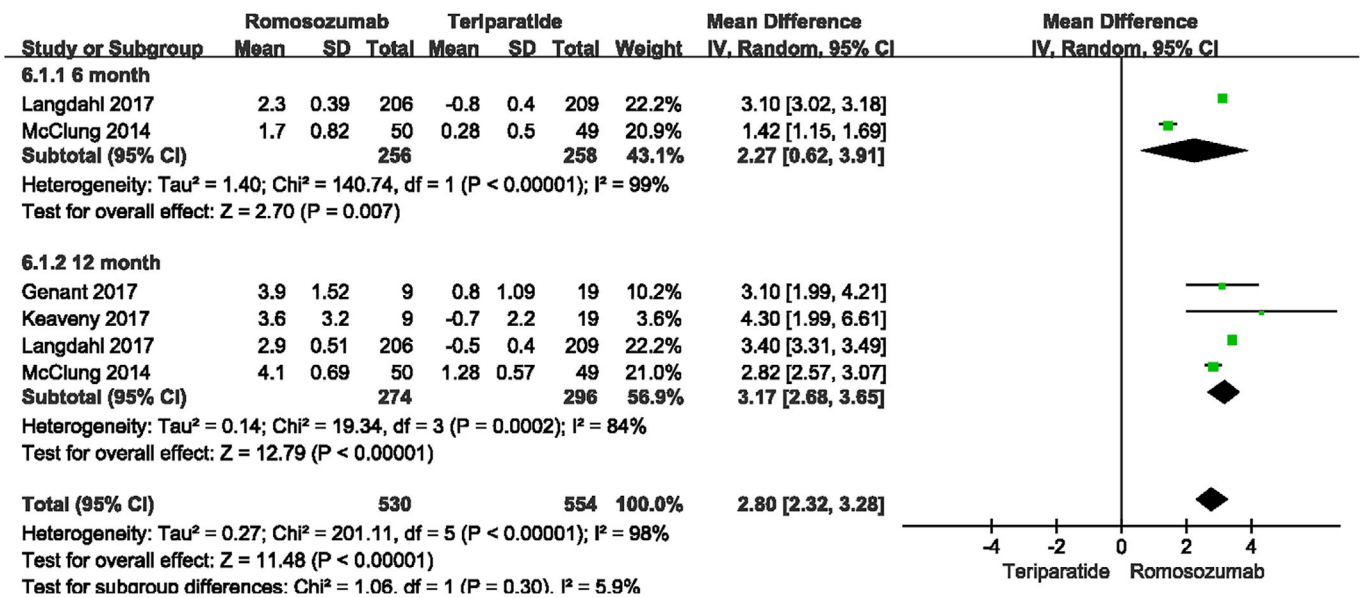 Romosozumab Teriparatide Mean Difference Mean Difference
Study or Subgroup Mean SD Total Mean SD Total Weight IV, Random, 95% CI IV, Random, 95% CI
6.1.1 6 month
Langdahl 2017 2.3 0.39 206 -0.8 0.4 209 22.2% 3.10 [3.02, 3.18]
McClung 2014 1.7 0.82 50 0.28 0.5 49 20.9% 1.42 [1.15, 1.69]
Subtotal (95% CI) 256 258 43.1% 2.27 [0.62, 3.91]
Heterogeneity: Tau² = 1.40; Chi² = 140.74, df = 1 (P < 0.00001); I² = 99%
Test for overall effect: Z = 2.70 (P = 0.007)
6.1.2 12 month
Genant 2017 3.9 1.52 9 0.8 1.09 19 10.2% 3.10 [1.99, 4.21]
Keaveny 2017 3.6 3.2 9 -0.7 2.2 19 3.6% 4.30 [1.99, 6.61]
Langdahl 2017 2.9 0.51 206 -0.5 0.4 209 22.2% 3.40 [3.31, 3.49]
McClung 2014 4.1 0.69 50 1.28 0.57 49 21.0% 2.82 [2.57, 3.07]
Subtotal (95% CI) 274 296 56.9% 3.17 [2.68, 3.65]
Heterogeneity: Tau² = 0.14; Chi² = 19.34, df = 3 (P = 0.0002); I² = 84%
Test for overall effect: Z = 12.79 (P < 0.00001)
Total (95% CI) 530 554 100.0% 2.80 [2.32, 3.28]
Heterogeneity: Tau² = 0.27; Chi² = 201.11, df = 5 (P < 0.00001); I² = 98%
Test for overall effect: Z = 11.48 (P < 0.00001)
Test for subgroup differences: Chi² = 1.06, df = 1 (P = 0.30), I² = 5.9%
-4 -2 0 2 4
Teriparatide Romosozumab